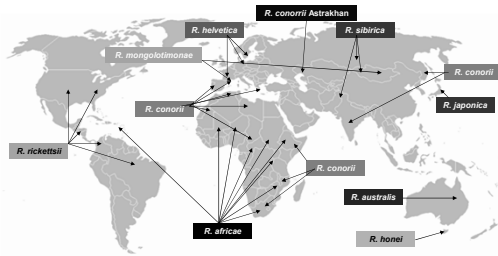 R. conorrii Astrakhan
R. helvetica
R. sibirica
R. mongolotimonae
R. conorii
R. conorii
R. japonica
R. rickettsii
R. conorii
R. australis
R. africae
R. honei